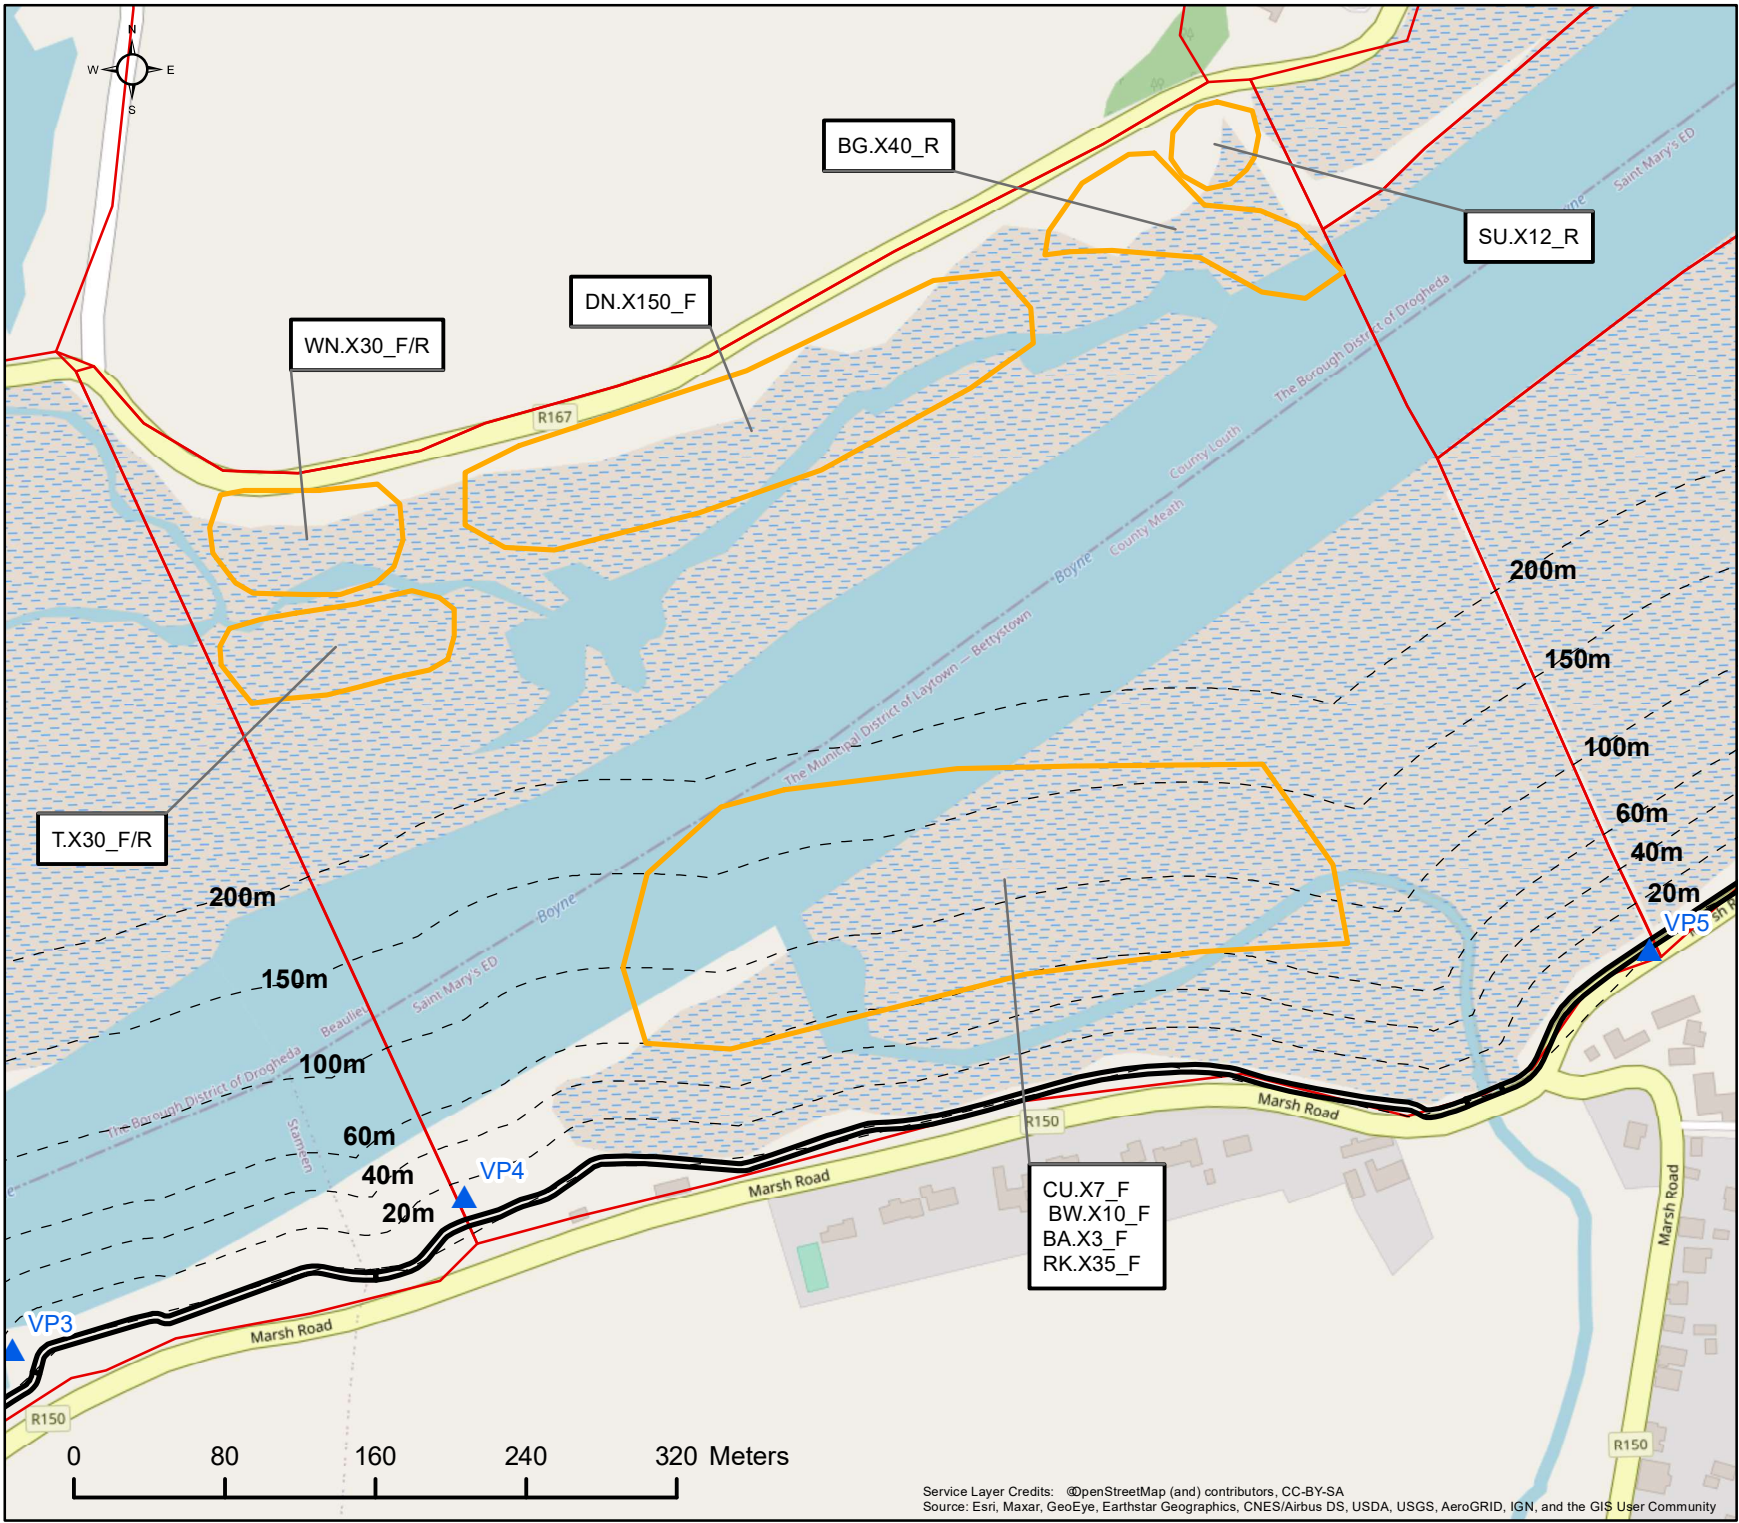 N
W E
S
BG.X40_R
SU.X12_R
DN.X150_F
WN.X30_F/R
T.X30_F/R
R167
Saint Mary's ED
yne
The Borough District of Drogheda
County Louth
County Meath
Boyne
The Municipal District of Laytown — Bettystown
200m
150m
100m
60m
40m
20m
VP5
sh R
200m
150m
100m
60m
40m
20m
Boyne
Saint Mary's ED
Beaulieu
The Borough District of Drogheda
Stameen
e
VP4
VP3
CU.X7_F
BW.X10_F
BA.X3_F
RK.X35_F
R150
Marsh Road
Marsh Road
Marsh Road
Marsh Road
R150
R150
0 80 160 240 320 Meters
Service Layer Credits: ©OpenStreetMap (and) contributors, CC-BY-SA
Source: Esri, Maxar, GeoEye, Earthstar Geographics, CNES/Airbus DS, USDA, USGS, AeroGRID, IGN, and the GIS User Community